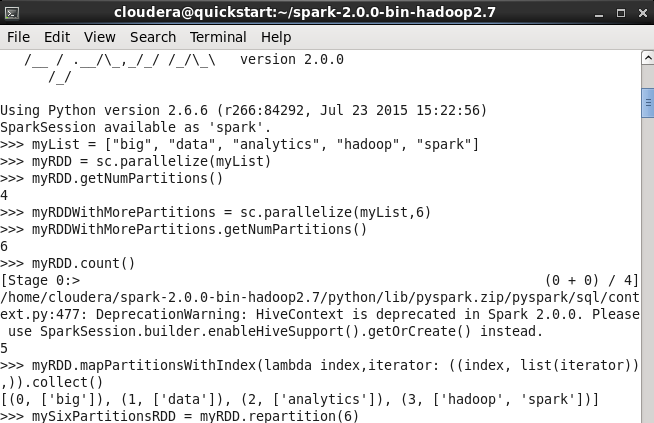 cloudera@quickstart:~/spark-2.0.0-bin-hadoop2.7
File Edit View Search Terminal Help
/__ / .__/\_,_/_/ /_/\_\   version 2.0.0
/_/
Using Python version 2.6.6 (r266:84292, Jul 23 2015 15:22:56)
SparkSession available as 'spark'.
>>> myList = ["big", "data", "analytics", "hadoop", "spark"]
>>> myRDD = sc.parallelize(myList)
>>> myRDD.getNumPartitions()
4
>>> myRDDWithMorePartitions = sc.parallelize(myList,6)
>>> myRDDWithMorePartitions.getNumPartitions()
6
>>> myRDD.count()
[Stage 0:> (0 + 0) / 4]
/home/cloudera/spark-2.0.0-bin-hadoop2.7/python/lib/pyspark.zip/pyspark/sql/cont
ext.py:477: DeprecationWarning: HiveContext is deprecated in Spark 2.0.0. Please
use SparkSession.builder.enableHiveSupport().getOrCreate() instead.
5
>>> myRDD.mapPartitionsWithIndex(lambda index,iterator: ((index, list(iterator))
,)).collect()
[(0, ['big']), (1, ['data']), (2, ['analytics']), (3, ['hadoop', 'spark'])]
>>> mySixPartitionsRDD = myRDD.repartition(6)